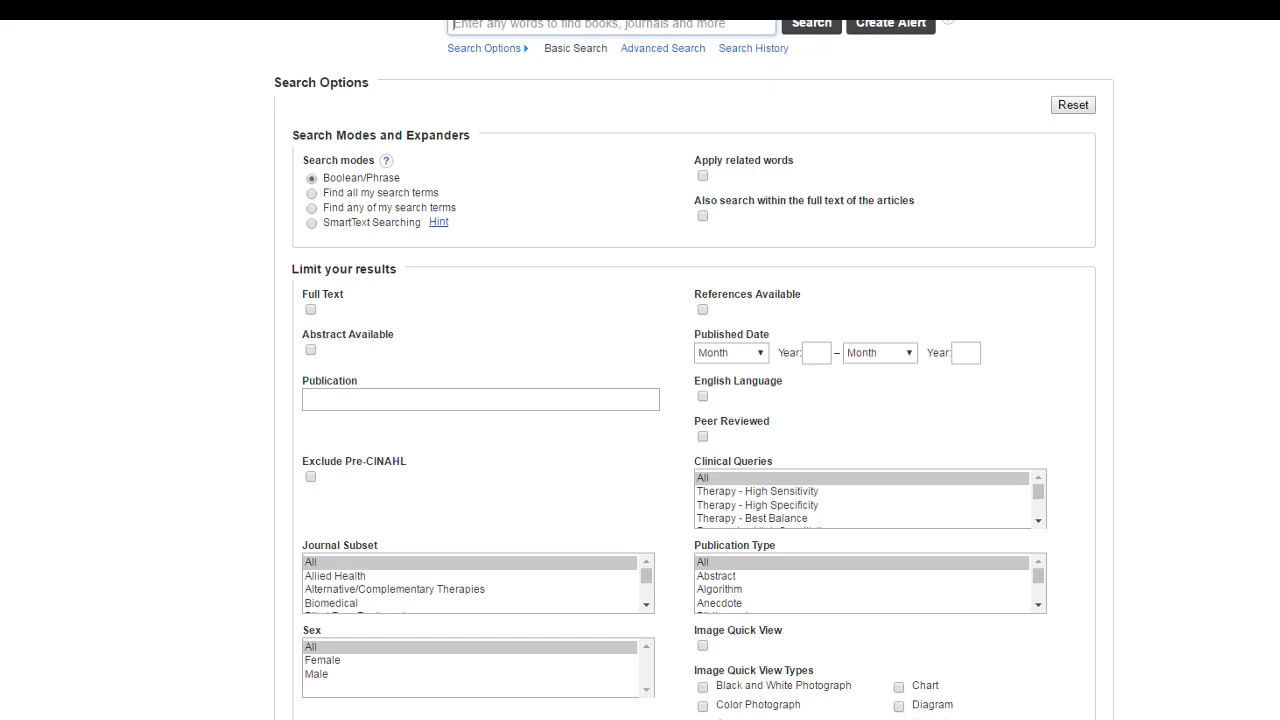 Enter any words to find books, journals and more Search Create Alert
Search Options Basic Search Advanced Search Search History
Search Options
Reset
Search Modes and Expanders
Search modes ?
Boolean/Phrase
Find all my search terms
Find any of my search terms
SmartText Searching Hint
Apply related words
Also search within the full text of the articles
Limit your results
Full Text
References Available
Abstract Available
Published Date
Month Year: – Month Year:
Publication
English Language
Peer Reviewed
Exclude Pre-CINAHL
Clinical Queries
All
Therapy - High Sensitivity
Therapy - High Specificity
Therapy - Best Balance
Journal Subset
All
Allied Health
Alternative/Complementary Therapies
Biomedical
Publication Type
All
Abstract
Algorithm
Anecdote
Sex
All
Female
Male
Image Quick View
Image Quick View Types
Black and White Photograph Chart
Color Photograph Diagram